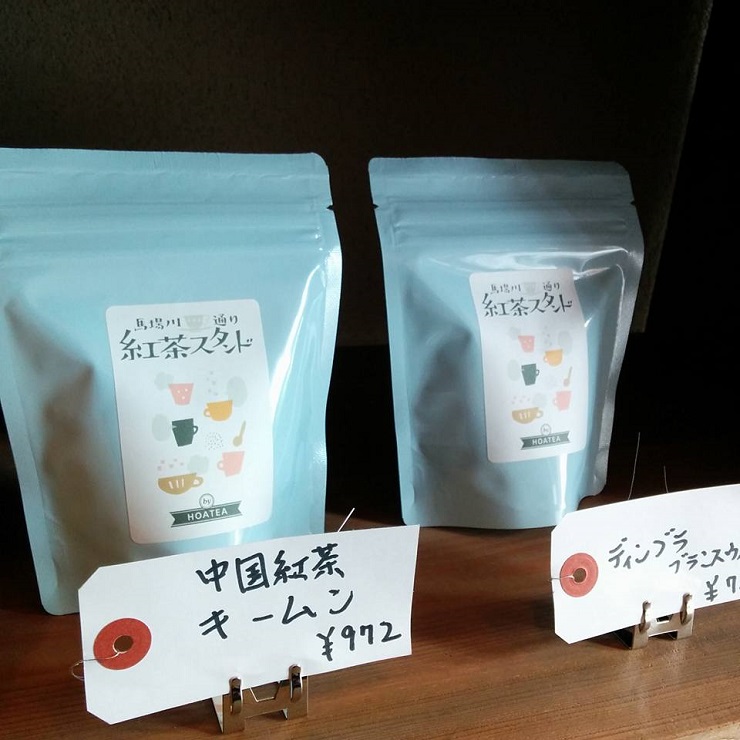 馬場川 通り
紅茶スタンド
by
HOATEA
馬場川 通り
紅茶スタンド
by
HOATEA
中国紅茶
キームン
¥972
ディンブラ
ブランスウ
¥7